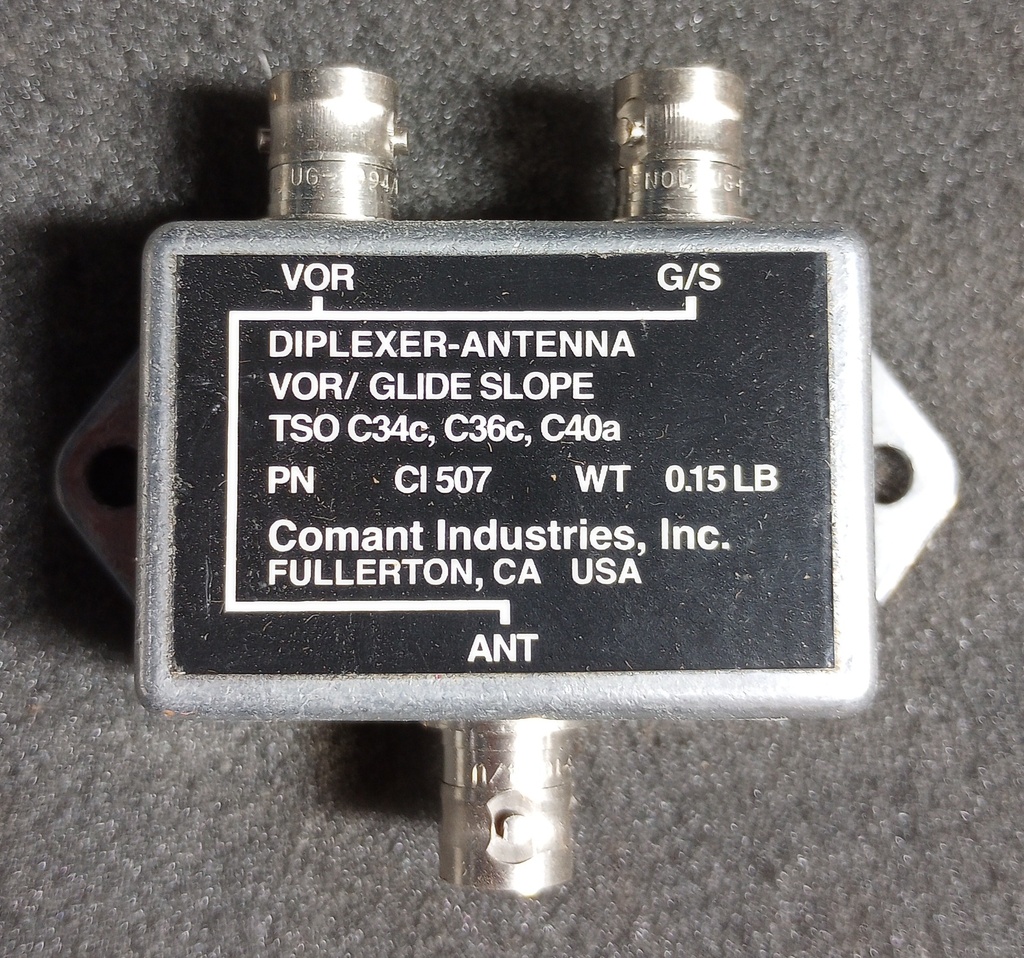 VOR G/S
DIPLEXER-ANTENNA
VOR/ GLIDE SLOPE
TSO C34c, C36c, C40a
PN CI 507 WT 0.15 LB
Comant Industries, Inc.
FULLERTON, CA USA
ANT